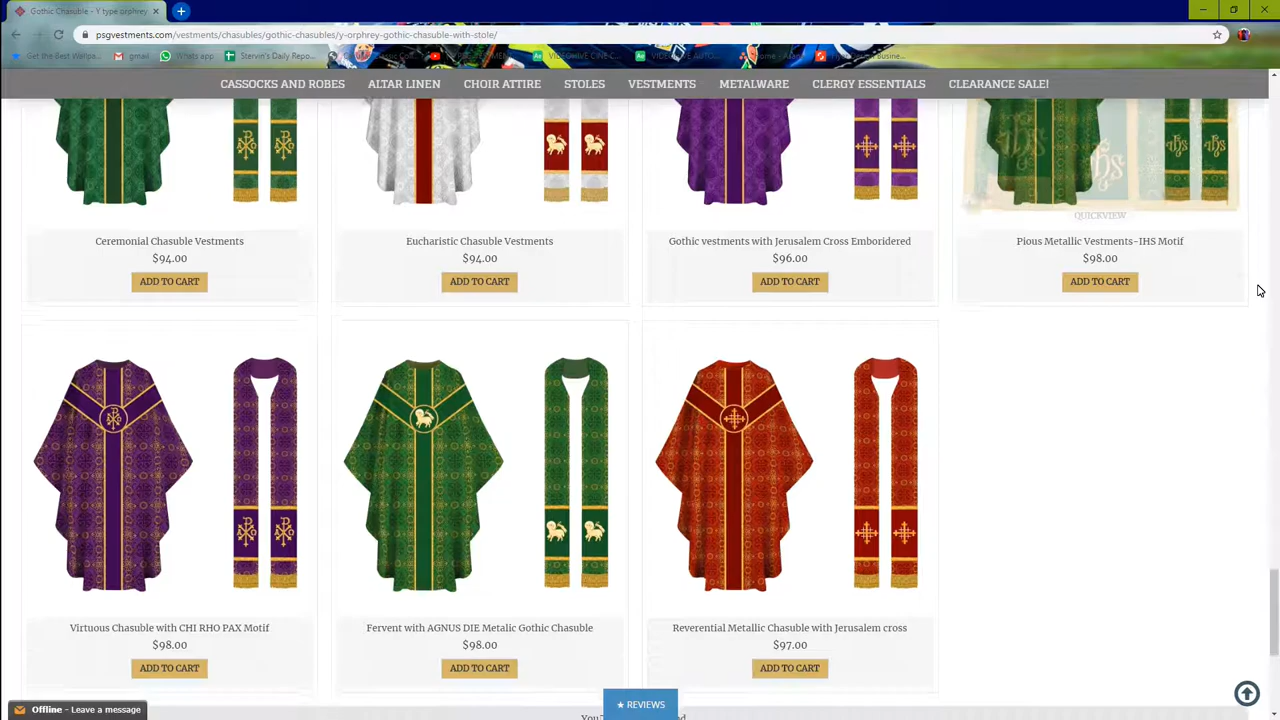 Gothic Chasuble - Y type orphrey
psgvestments.com/vestments/chasubles/gothic-chasubles/y-orphrey-gothic-chasuble-with-stole/
Get the Best Wallpa... gmail Whats app Stervin's Daily Repo...
CASSOCKS AND ROBES ALTAR LINEN CHOIR ATTIRE STOLES VESTMENTS METALWARE CLERGY ESSENTIALS CLEARANCE SALE!
QUICKVIEW
Ceremonial Chasuble Vestments Eucharistic Chasuble Vestments Gothic vestments with Jerusalem Cross Emboridered Pious Metallic Vestments-IHS Motif
$94.00 $94.00 $96.00 $98.00
ADD TO CART ADD TO CART ADD TO CART ADD TO CART
Virtuous Chasuble with CHI RHO PAX Motif Fervent with AGNUS DIE Metalic Gothic Chasuble Reverential Metallic Chasuble with Jerusalem cross
$98.00 $98.00 $97.00
ADD TO CART ADD TO CART ADD TO CART
Offline - Leave a message
★ REVIEWS